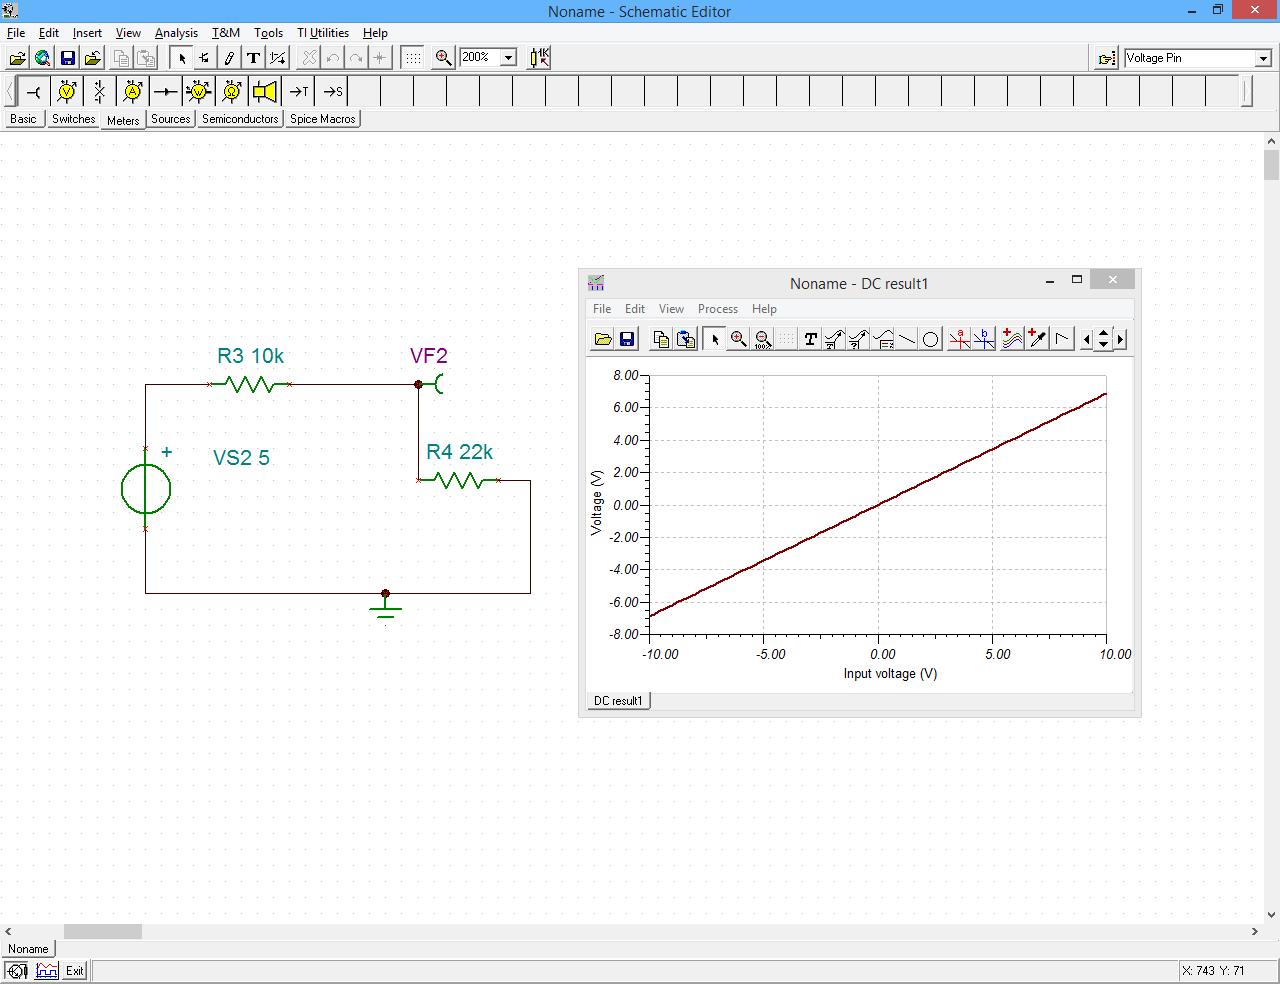 Noname - Schematic Editor
File Edit Insert View Analysis T&M Tools TI Utilities Help
T 200% 1K Voltage Pin
V A W Ω →T →S
Basic Switches Meters Sources Semiconductors Spice Macros
R3 10k
VF2
+
VS2 5
R4 22k
Noname - DC result1
File Edit View Process Help
100% T a b
8.00
6.00
4.00
2.00
0.00
-2.00
-4.00
-6.00
-8.00
Voltage (V)
-10.00 -5.00 0.00 5.00 10.00
Input voltage (V)
DC result1
Noname
Exit
X: 743 Y: 71